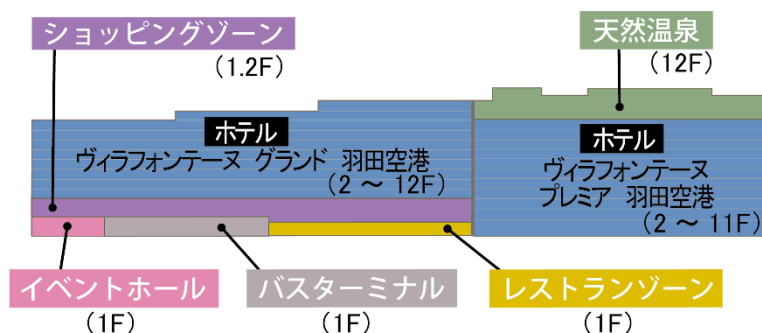 ショッピングゾーン
(1.2F)
天然温泉
(12F)
ホテル
ヴィラフォンテーヌ グランド 羽田空港
(2 ～ 12F)
ホテル
ヴィラフォンテーヌ
プレミア 羽田空港
(2 ～ 11F)
イベントホール
(1F)
バスターミナル
(1F)
レストランゾーン
(1F)